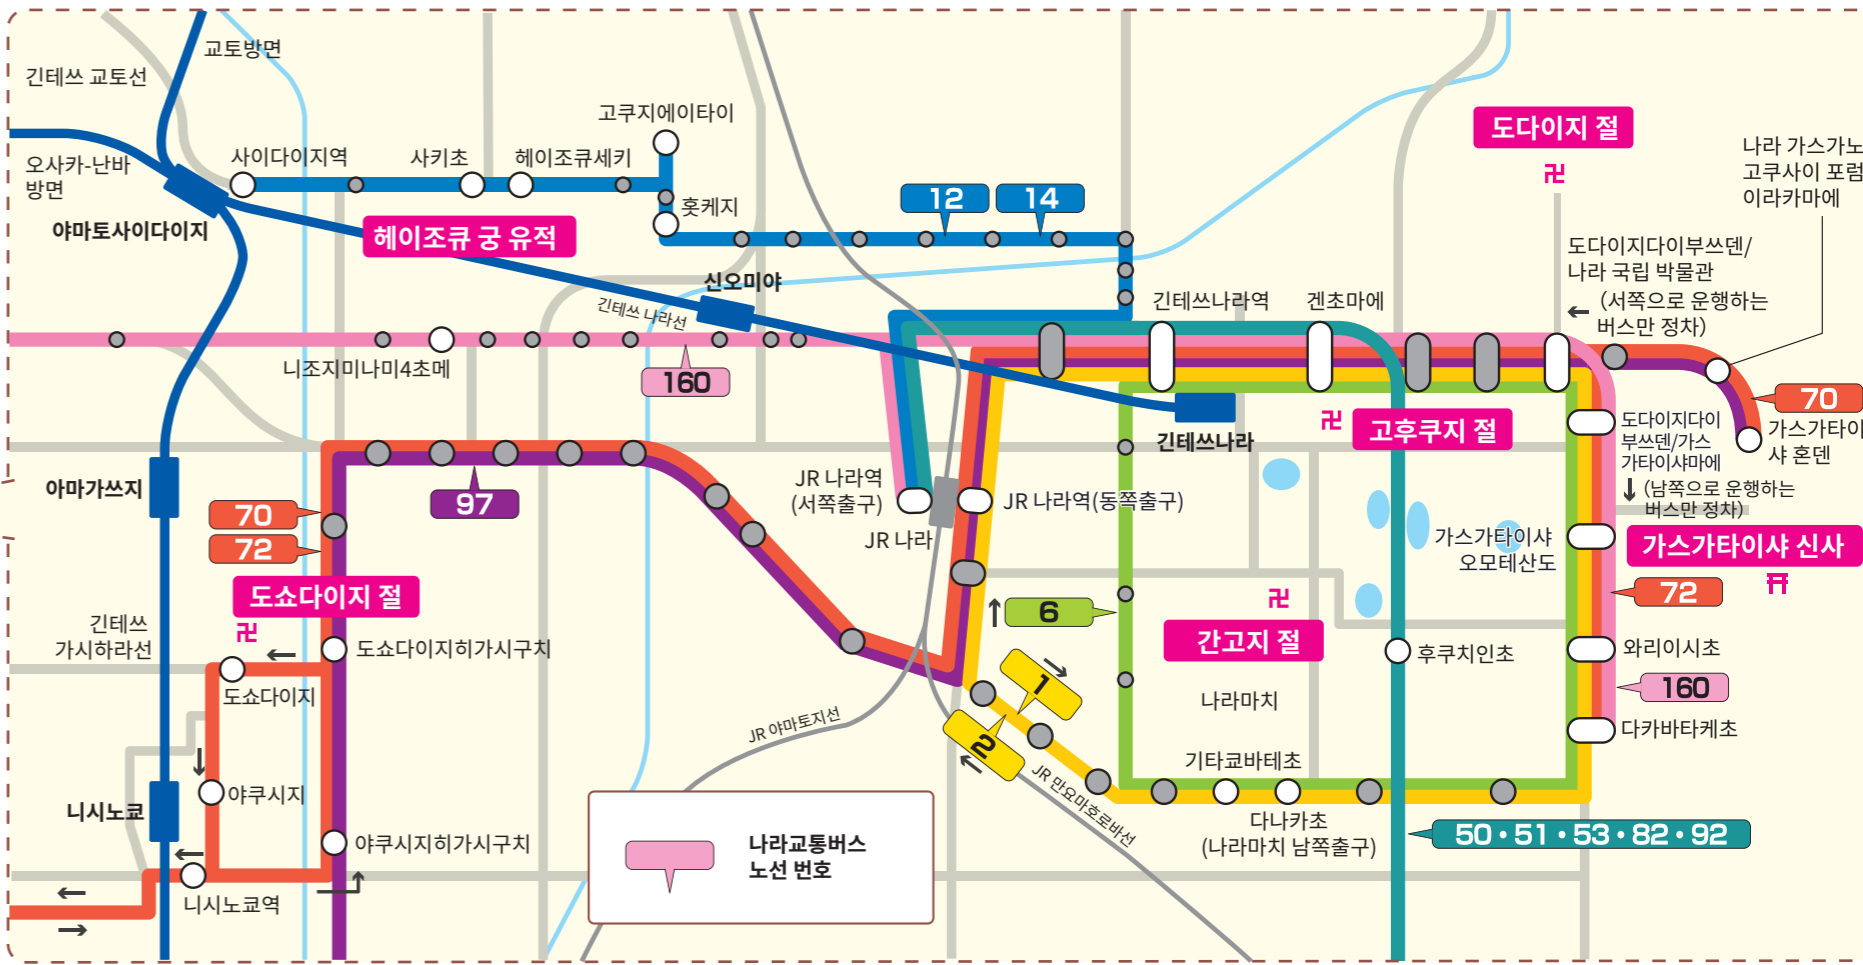 교토방면
긴테쓰 교토선
오사카-난바
방면
야마토사이다이지
사이다이지역
사키초
헤이조큐세키
고쿠지에이타이
홋케지
헤이조큐 궁 유적
12
14
도다이지 절
卍
나라 가스가노
고쿠사이 포럼
이라카마에
도다이지다이부쓰덴/
나라 국립 박물관
← (서쪽으로 운행하는
버스만 정차)
신오미야
긴테쓰 나라선
긴테쓰나라역
겐초마에
니조지미나미4초메
160
70
가스가타이
샤 혼덴
卍
고후쿠지 절
긴테쓰나라
도다이지다이
부쓰덴/가스
가타이샤마에
↓ (남쪽으로 운행하는
버스만 정차)
JR 나라역
(서쪽출구)
JR 나라역(동쪽출구)
JR 나라
아마가쓰지
97
70
72
가스가타이샤
오모테산도
가스가타이샤 신사
72
도쇼다이지 절
卍
↑
6
卍
간고지 절
긴테쓰
가시하라선
←
도쇼다이지히가시구치
후쿠치인초
와리이시초
도쇼다이지
→
1
2
←
160
나라마치
다카바타케초
JR 야마토지선
JR 만요마호로바선
기타쿄바테초
↓
야쿠시지
니시노쿄
다나카초
(나라마치 남쪽출구)
50・51・53・82・92
야쿠시지히가시구치
←
니시노쿄역
←
→
나라교통버스
노선 번호